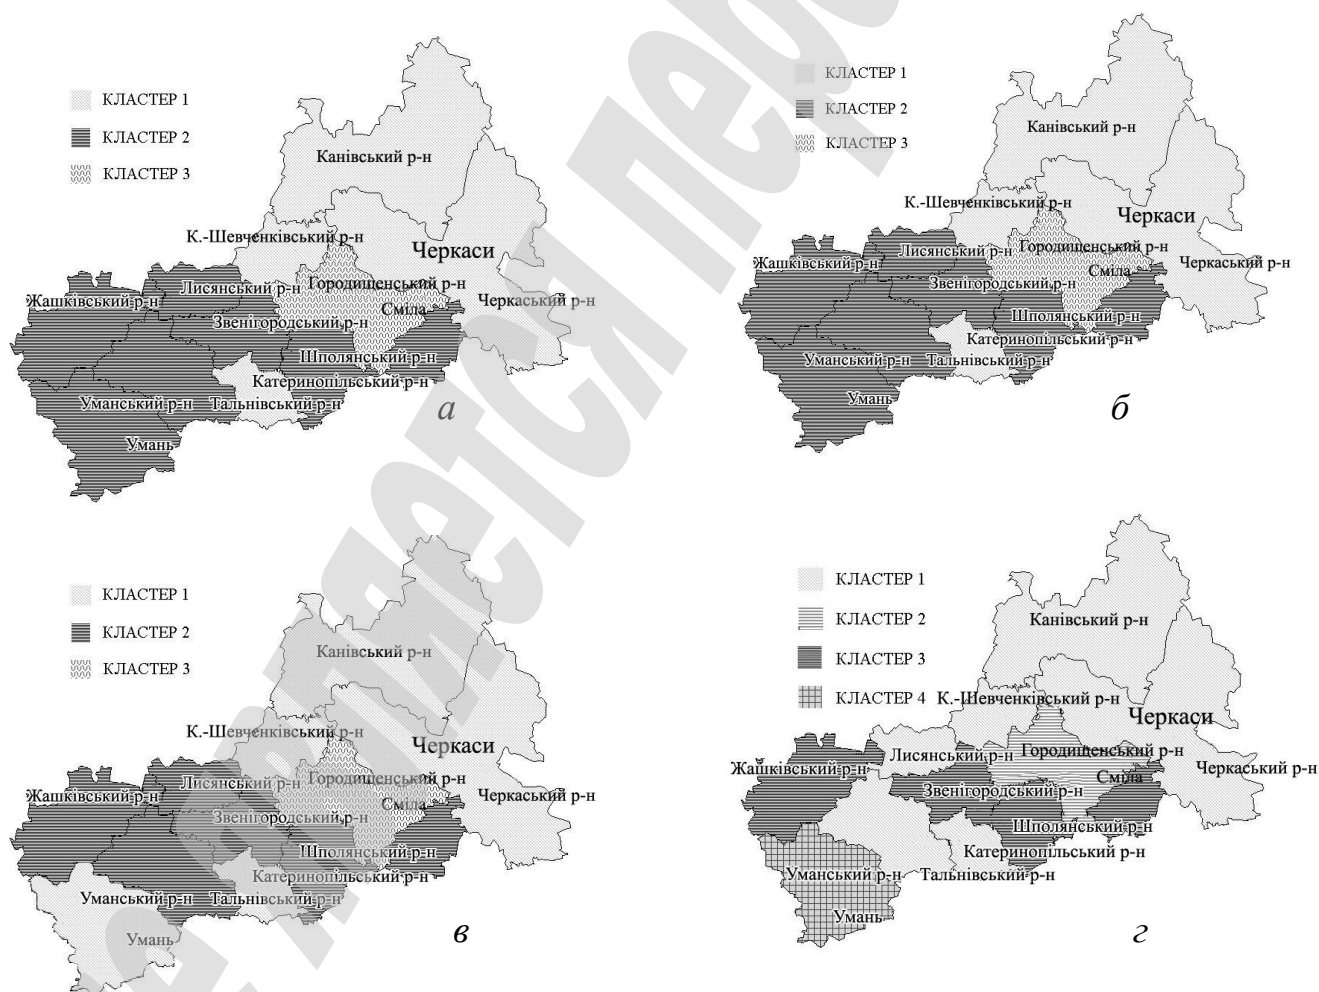 КЛАСТЕР 1
КЛАСТЕР 2
КЛАСТЕР 3
Канівський р-н
К.-Шевченківський р-н
Черкаси
Лисянський р-н
Городищенський р-н
Жашківський р-н
Сміла
Черкаський р-н
Звенігородський р-н
Шполянський р-н
Катеринопільський р-н
Уманський р-н
Тальнівський р-н
Умань
а
КЛАСТЕР 1
КЛАСТЕР 2
КЛАСТЕР 3
Канівський р-н
К.-Шевченківський р-н
Черкаси
Лисянський р-н
Городищенський р-н
Жашківський р-н
Сміла
Черкаський р-н
Звенігородський р-н
Шполянський р-н
Катеринопільський р-н
Уманський р-н
Тальнівський р-н
Умань
б
КЛАСТЕР 1
КЛАСТЕР 2
КЛАСТЕР 3
Канівський р-н
К.-Шевченківський р-н
Черкаси
Лисянський р-н
Городищенський р-н
Жашківський р-н
Сміла
Черкаський р-н
Звенігородський р-н
Шполянський р-н
Катеринопільський р-н
Уманський р-н
Тальнівський р-н
Умань
в
КЛАСТЕР 1
КЛАСТЕР 2
КЛАСТЕР 3
КЛАСТЕР 4
Канівський р-н
К.-Шевченківський р-н
Черкаси
Лисянський р-н
Городищенський р-н
Жашківський р-н
Сміла
Черкаський р-н
Звенігородський р-н
Шполянський р-н
Катеринопільський р-н
Уманський р-н
Тальнівський р-н
Умань
г